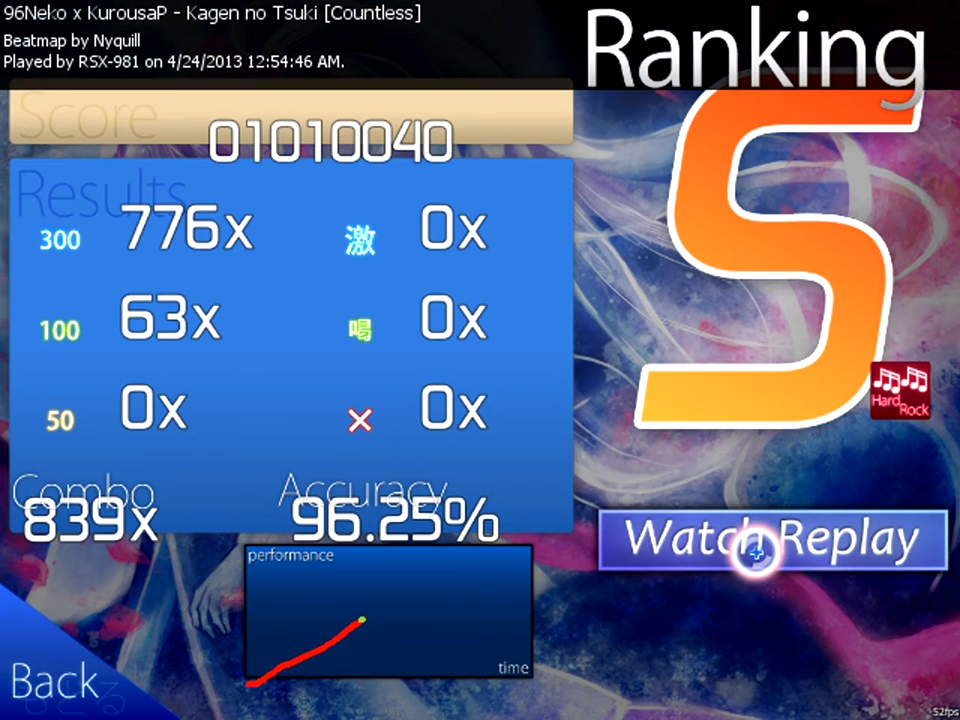 96Neko x KurousaP - Kagen no Tsuki [Countless]
Beatmap by Nyquill
Played by RSX-981 on 4/24/2013 12:54:46 AM.
Ranking
Score
01010040
S
Results
300 776x 激 0x
100 63x 喝 0x
50 0x × 0x
Hard Rock
Combo Accuracy
839x 96.25%
Watch Replay
performance
time
Back
52fps